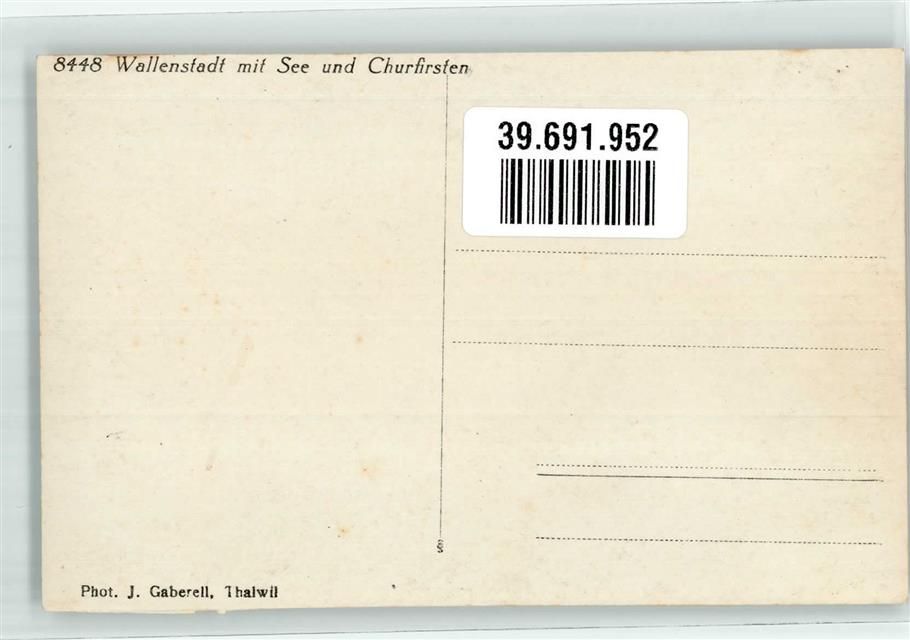 8448 Wallenstadt mit See und Churfirsten
39.691.952
Phot. J. Gaberell, Thalwil